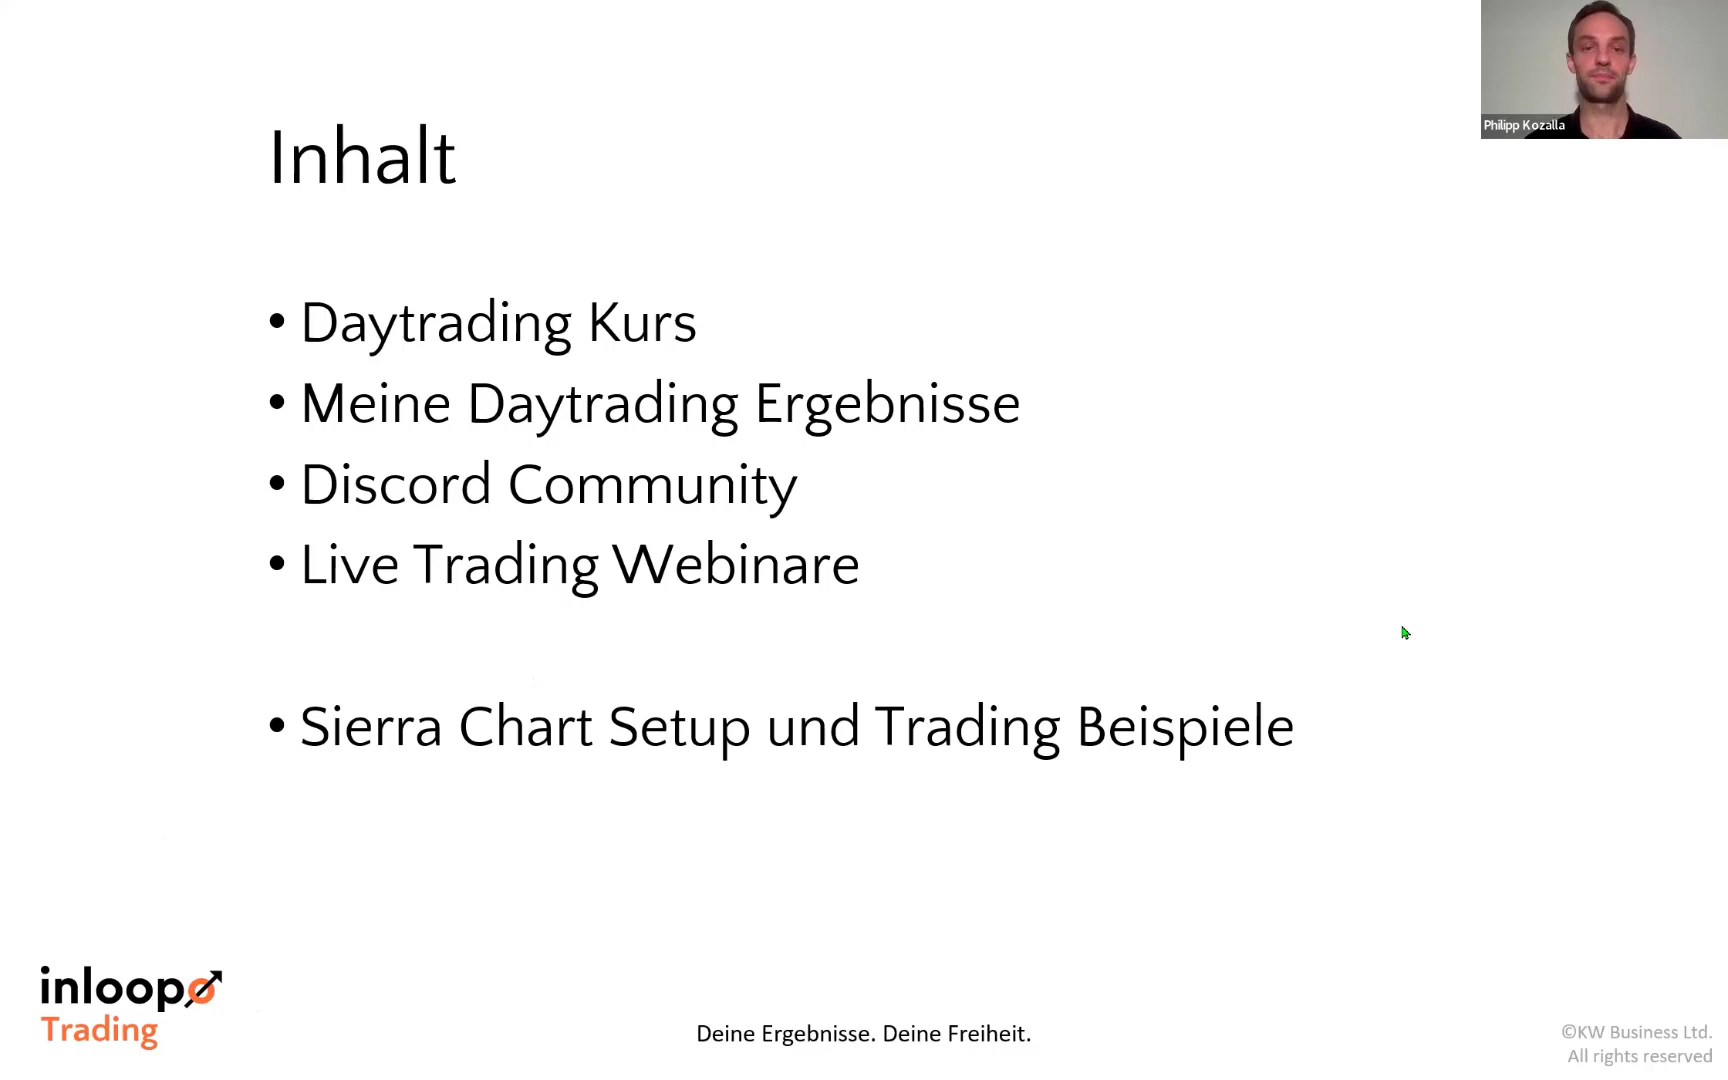 Philipp Kozalla
Inhalt
• Daytrading Kurs
• Meine Daytrading Ergebnisse
• Discord Community
• Live Trading Webinare
• Sierra Chart Setup und Trading Beispiele
inloopo
Trading
Deine Ergebnisse. Deine Freiheit.
©KW Business Ltd.
All rights reserved